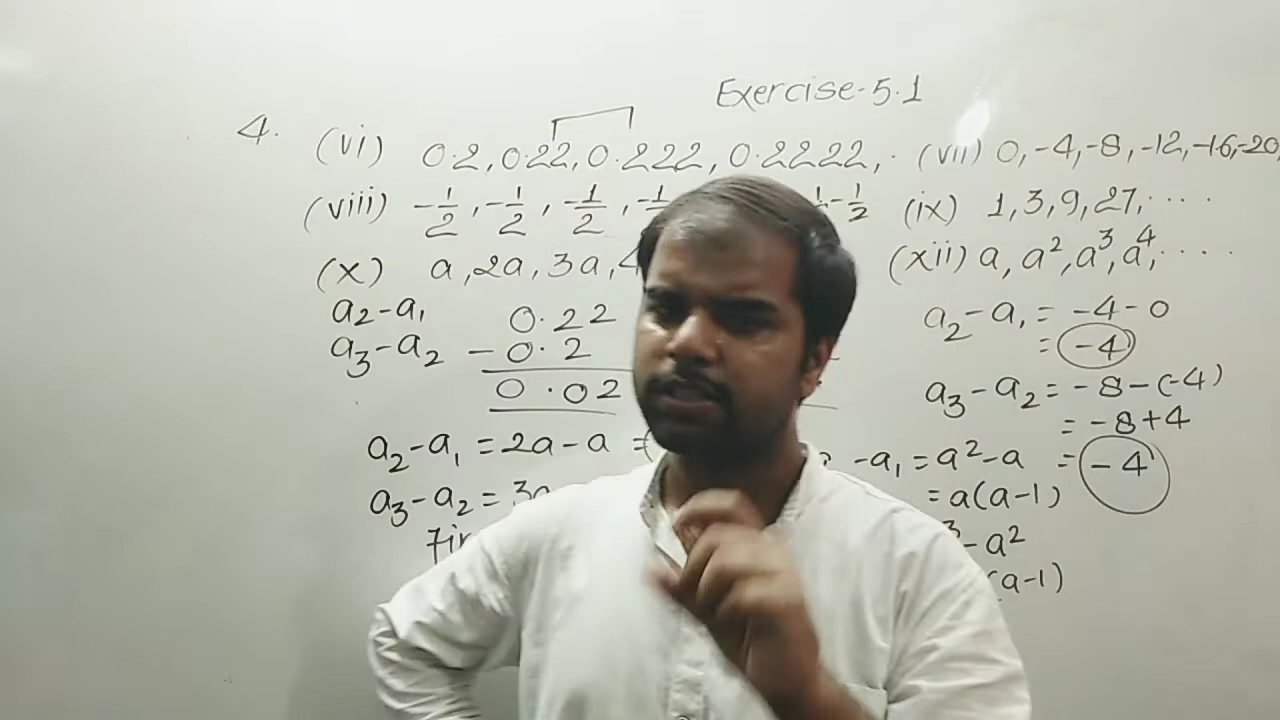 Exercise-5.1
4. (vi) 0.2, 0.22, 0.222, 0.2222, . (vii) 0, -4, -8, -12, -16, -20,
(viii) -1/2, -1/2, -1/2, -1/2 -1/2 (ix) 1, 3, 9, 27, ....
(x) a, 2a, 3a, 4 (xii) a, a², a³, a⁴, ....
a₂-a₁ 0.22
a₃-a₂ -0.2
0.02
a₂-a₁ = -4-0
= -4
a₃-a₂ = -8-(-4)
= -8+4
= -4
a₂-a₁ = 2a-a =
a₃-a₂ = 3a
-a₁ = a²-a
= a(a-1)
³-a²
(a-1)